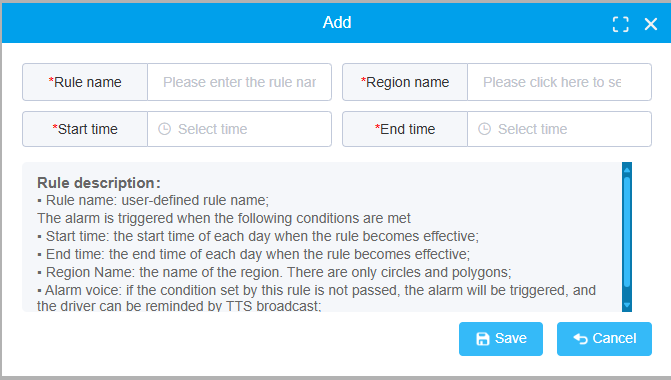 Add
*Rule name Please enter the rule nar *Region name Please click here to se
*Start time Select time *End time Select time
Rule description:
▪ Rule name: user-defined rule name;
The alarm is triggered when the following conditions are met
▪ Start time: the start time of each day when the rule becomes effective;
▪ End time: the end time of each day when the rule becomes effective;
▪ Region Name: the name of the region. There are only circles and polygons;
▪ Alarm voice: if the condition set by this rule is not passed, the alarm will be triggered, and
the driver can be reminded by TTS broadcast;
Save Cancel